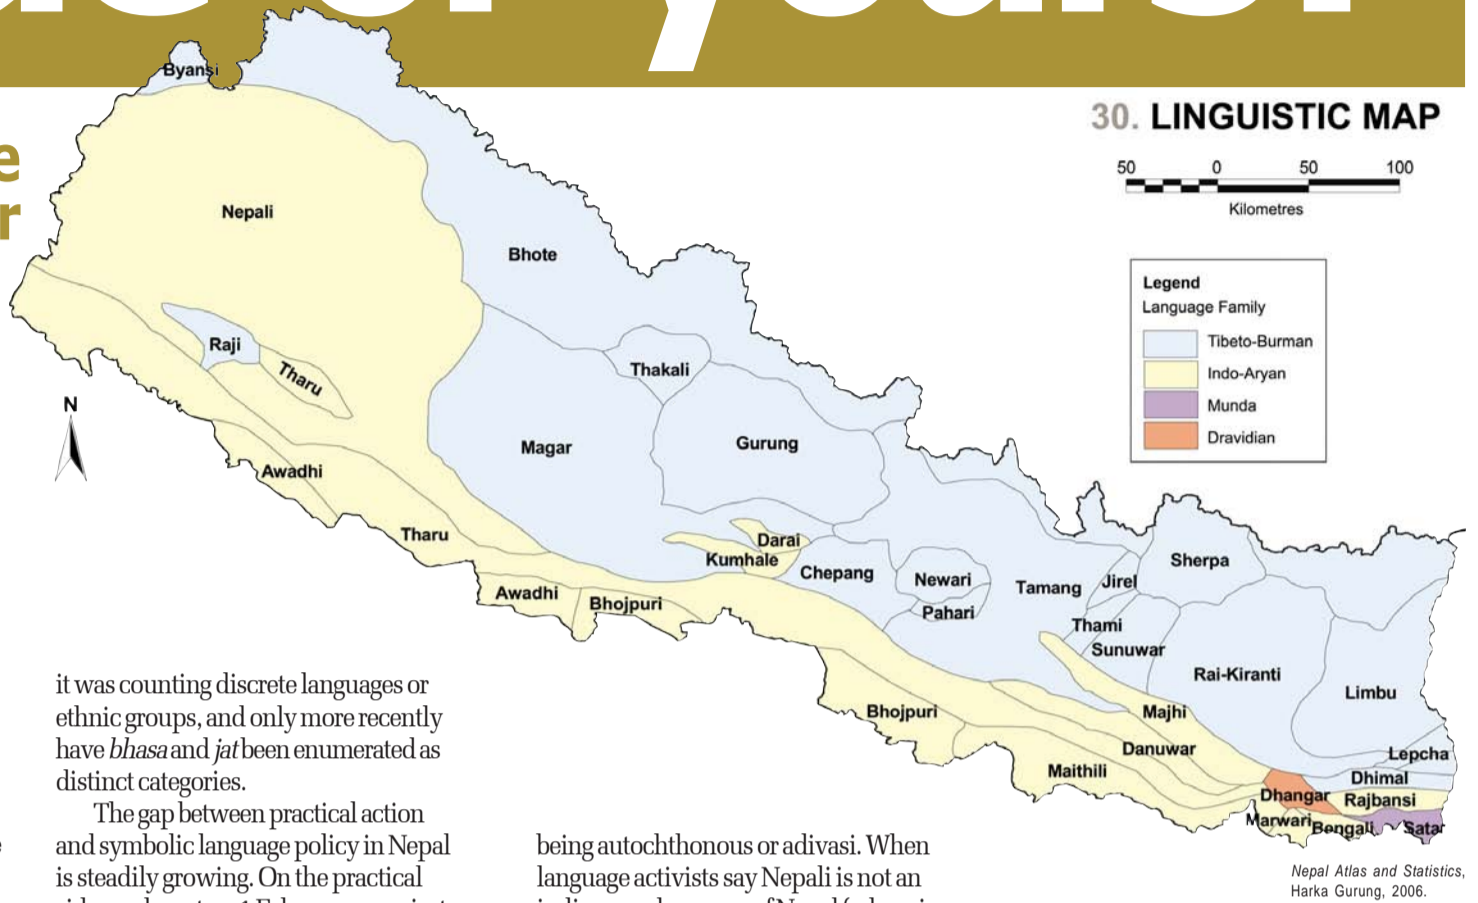 30. LINGUISTIC MAP
50 0 50 100
Kilometres
Legend
Language Family
Tibeto-Burman
Indo-Aryan
Munda
Dravidian
N
Byansi
Nepali
Bhote
Raji
Tharu
Thakali
Magar
Gurung
Awadhi
Tharu
Darai
Kumhale
Chepang
Newari
Pahari
Tamang
Jirel
Sherpa
Thami
Sunuwar
Rai-Kiranti
Limbu
Awadhi
Bhojpuri
Bhojpuri
Majhi
Danuwar
Maithili
Lepcha
Dhimal
Dhangar
Rajbansi
Marwari
Bengali
Satar
it was counting discrete languages or
ethnic groups, and only more recently
have bhasa and jat been enumerated as
distinct categories.
The gap between practical action
and symbolic language policy in Nepal
is steadily growing. On the practical
being autochthonous or adivasi. When
language activists say Nepali is not an
Nepal Atlas and Statistics,
Harka Gurung, 2006.